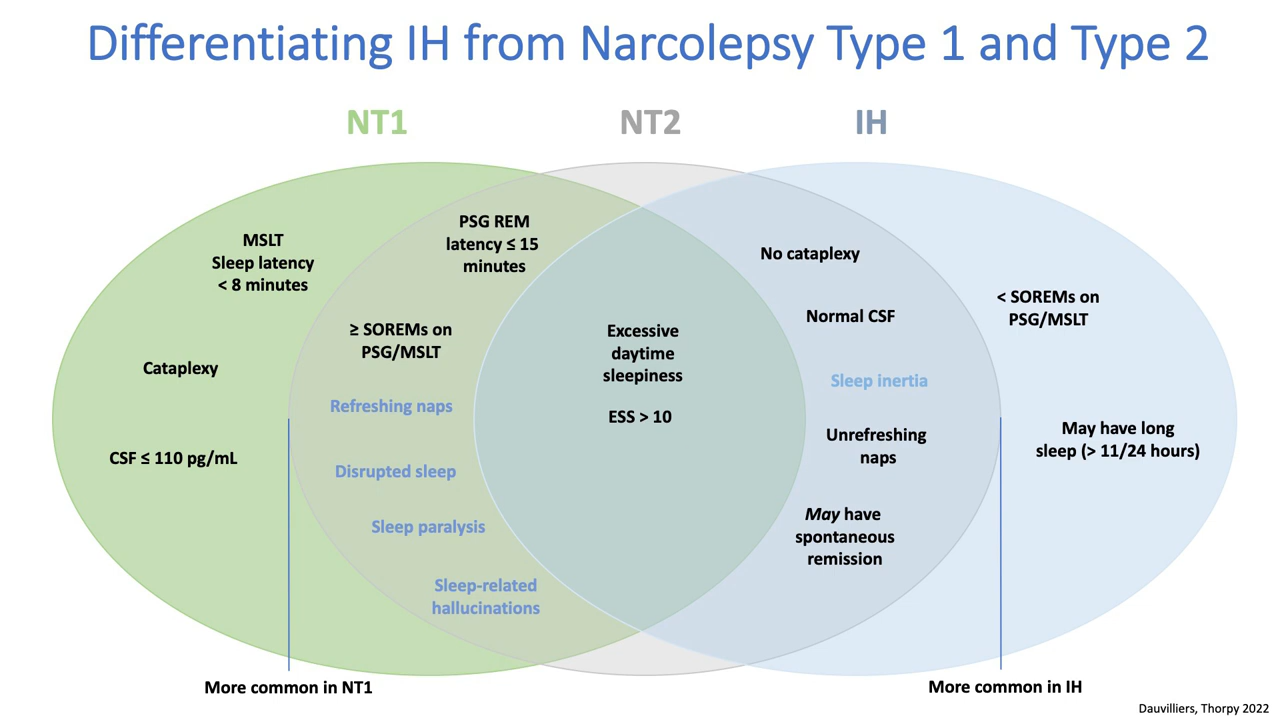 Differentiating IH from Narcolepsy Type 1 and Type 2
NT1
NT2
IH
MSLT
Sleep latency
< 8 minutes
Cataplexy
CSF ≤ 110 pg/mL
PSG REM
latency ≤ 15
minutes
≥ SOREMs on
PSG/MSLT
Refreshing naps
Disrupted sleep
Sleep paralysis
Sleep-related
hallucinations
Excessive
daytime
sleepiness
ESS > 10
No cataplexy
Normal CSF
Sleep inertia
Unrefreshing
naps
May have
spontaneous
remission
< SOREMs on
PSG/MSLT
May have long
sleep (> 11/24 hours)
More common in NT1
More common in IH
Dauvilliers, Thorpy 2022